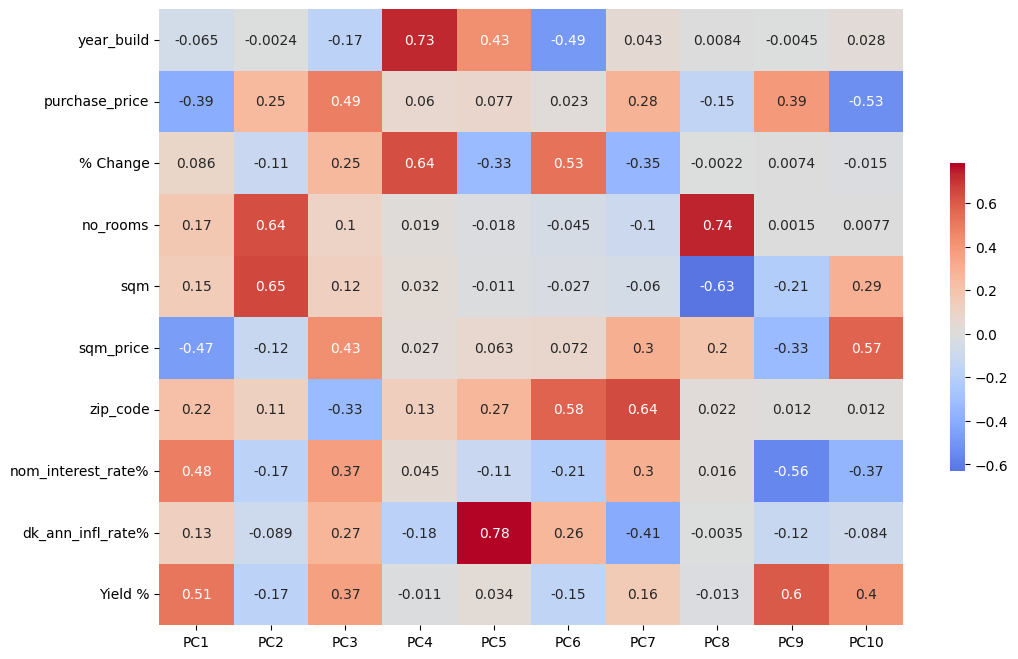 year_build -0.065 -0.0024 -0.17 0.73 0.43 -0.49 0.043 0.0084 -0.0045 0.028
purchase_price -0.39 0.25 0.49 0.06 0.077 0.023 0.28 -0.15 0.39 -0.53
% Change 0.086 -0.11 0.25 0.64 -0.33 0.53 -0.35 -0.0022 0.0074 -0.015
no_rooms 0.17 0.64 0.1 0.019 -0.018 -0.045 -0.1 0.74 0.0015 0.0077
sqm 0.15 0.65 0.12 0.032 -0.011 -0.027 -0.06 -0.63 -0.21 0.29
sqm_price -0.47 -0.12 0.43 0.027 0.063 0.072 0.3 0.2 -0.33 0.57
zip_code 0.22 0.11 -0.33 0.13 0.27 0.58 0.64 0.022 0.012 0.012
nom_interest_rate% 0.48 -0.17 0.37 0.045 -0.11 -0.21 0.3 0.016 -0.56 -0.37
dk_ann_infl_rate% 0.13 -0.089 0.27 -0.18 0.78 0.26 -0.41 -0.0035 -0.12 -0.084
Yield % 0.51 -0.17 0.37 -0.011 0.034 -0.15 0.16 -0.013 0.6 0.4
PC1 PC2 PC3 PC4 PC5 PC6 PC7 PC8 PC9 PC10
0.6
0.4
0.2
0.0
−0.2
−0.4
−0.6